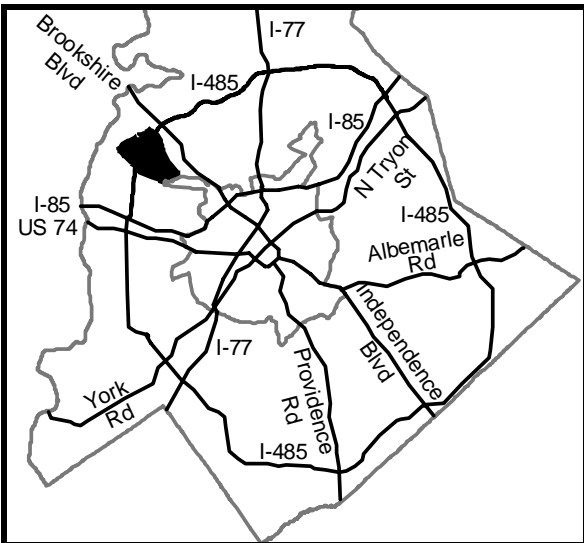 I-77
Brookshire
Blvd
I-485
I-85
N Tryon
St
I-85
US 74
I-485
Albemarle
Rd
Independence
Blvd
I-77
Providence
Rd
York
Rd
I-485